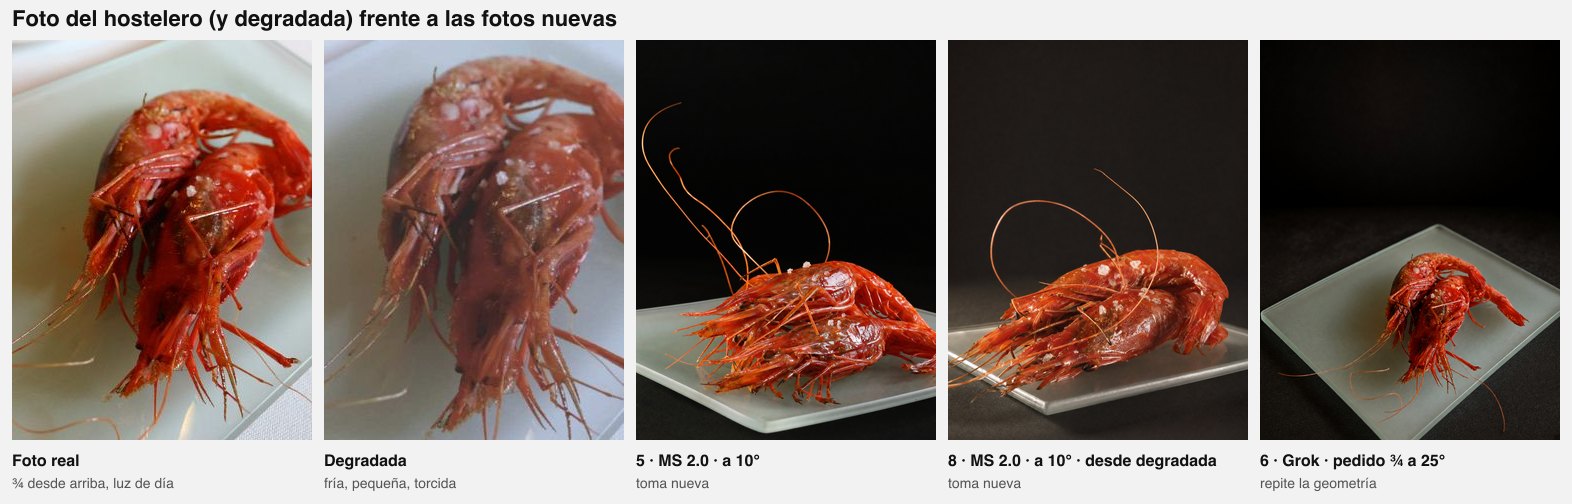 Foto del hostelero (y degradada) frente a las fotos nuevas
Foto real
¾ desde arriba, luz de día
Degradada
fría, pequeña, torcida
5 · MS 2.0 · a 10°
toma nueva
8 · MS 2.0 · a 10° · desde degradada
toma nueva
6 · Grok · pedido ¾ a 25°
repite la geometría